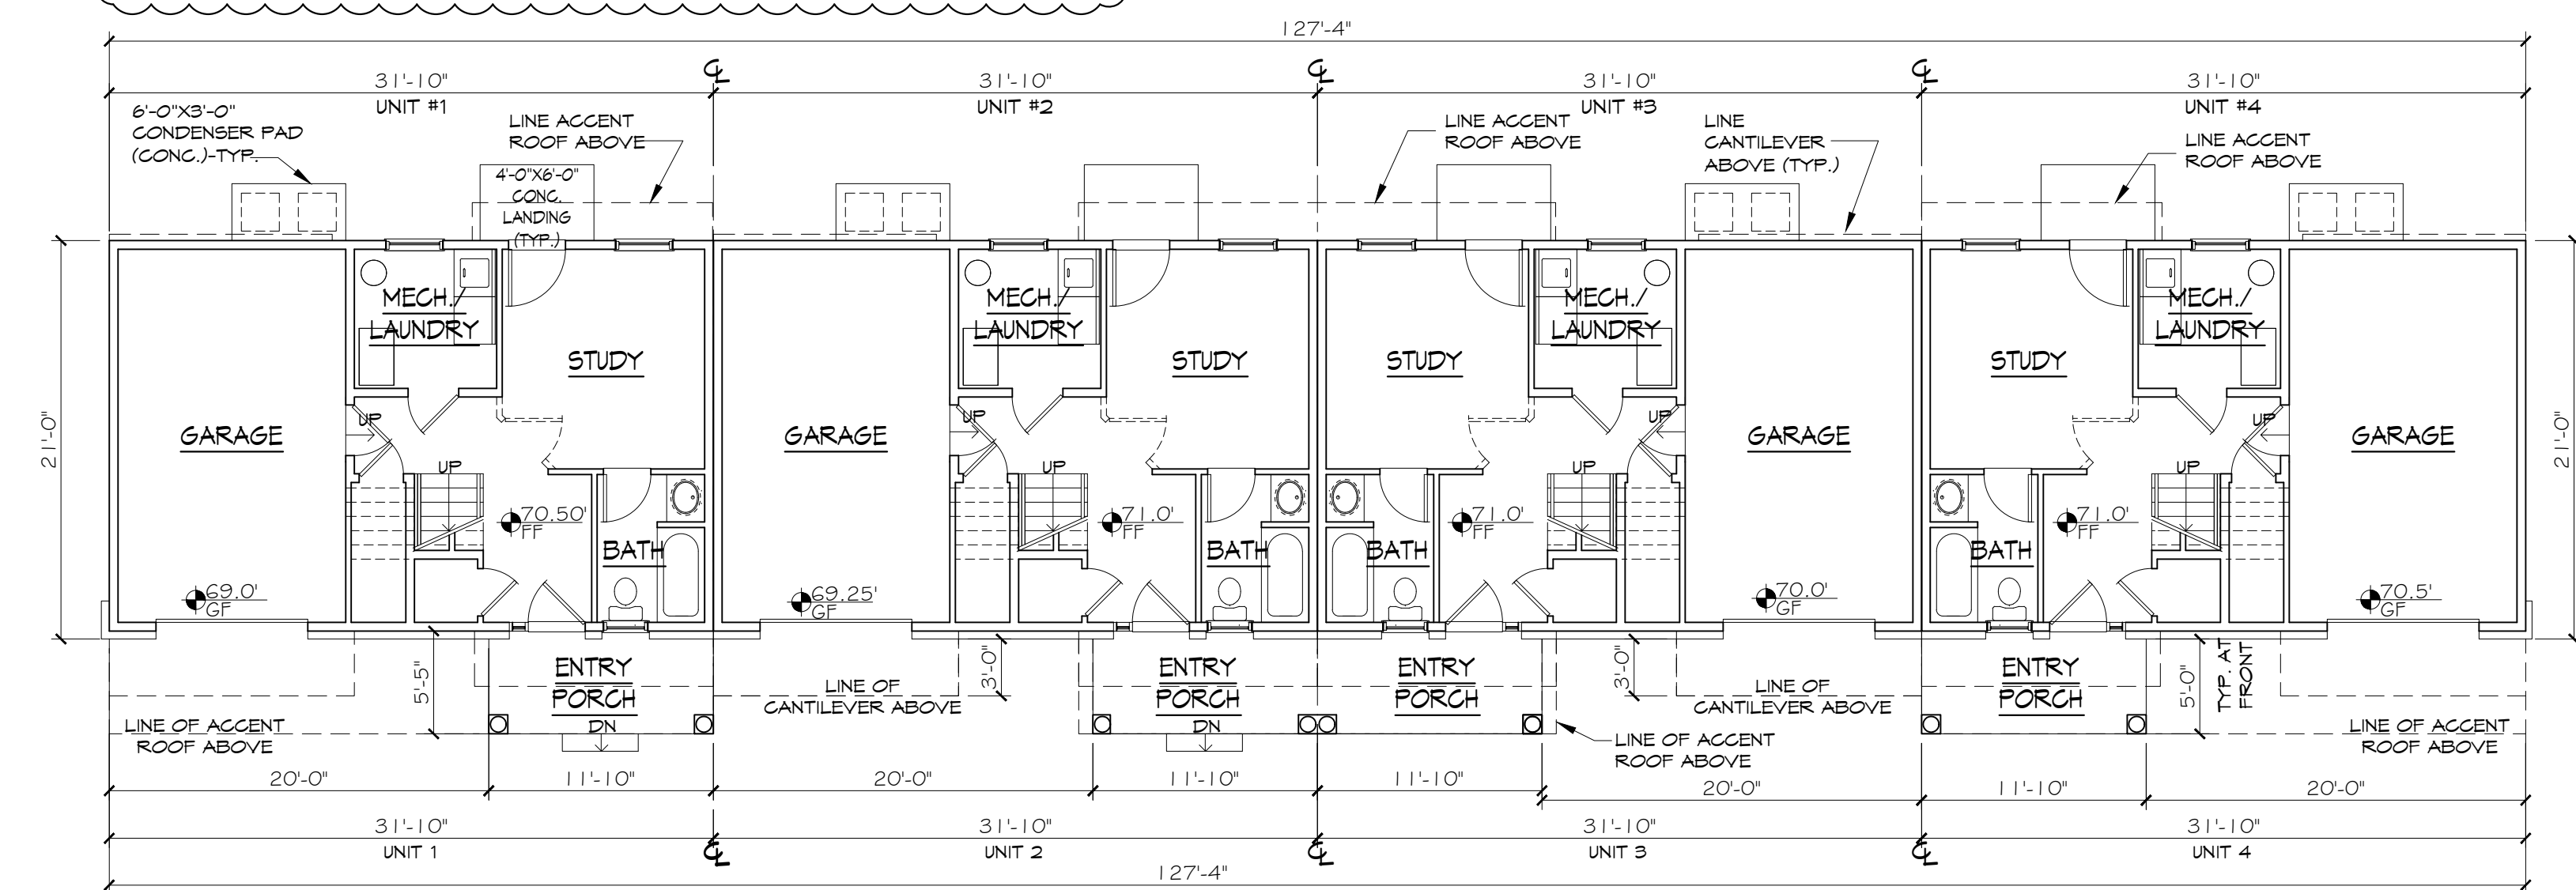 127'-4"
31'-10"
℄
31'-10"
℄
31'-10"
℄
31'-10"
UNIT #1
UNIT #2
UNIT #3
UNIT #4
6'-0"X3'-0"
CONDENSER PAD
(CONC.)-TYP.
LINE ACCENT
ROOF ABOVE
LINE ACCENT
ROOF ABOVE
LINE
CANTILEVER
ABOVE (TYP.)
LINE ACCENT
ROOF ABOVE
4'-0"X6'-0"
CONC.
LANDING
(TYP.)
21'-0"
GARAGE
MECH./
LAUNDRY
STUDY
UP
UP
70.50'
FF
BATH
69.0'
GF
GARAGE
MECH./
LAUNDRY
STUDY
UP
UP
71.0'
FF
BATH
69.25'
GF
STUDY
MECH./
LAUNDRY
GARAGE
UP
UP
71.0'
FF
BATH
70.0'
GF
STUDY
MECH./
LAUNDRY
GARAGE
UP
UP
71.0'
FF
BATH
70.5'
GF
21'-0"
LINE OF ACCENT
ROOF ABOVE
5'-5"
ENTRY
PORCH
DN
LINE OF
CANTILEVER ABOVE
3'-0"
ENTRY
PORCH
DN
ENTRY
PORCH
LINE OF ACCENT
ROOF ABOVE
3'-0"
LINE OF
CANTILEVER ABOVE
ENTRY
PORCH
5'-0"
TYP. AT
FRONT
LINE OF ACCENT
ROOF ABOVE
20'-0"
11'-10"
20'-0"
11'-10"
11'-10"
20'-0"
11'-10"
20'-0"
31'-10"
31'-10"
31'-10"
31'-10"
UNIT 1
℄
UNIT 2
℄
UNIT 3
℄
UNIT 4
127'-4"